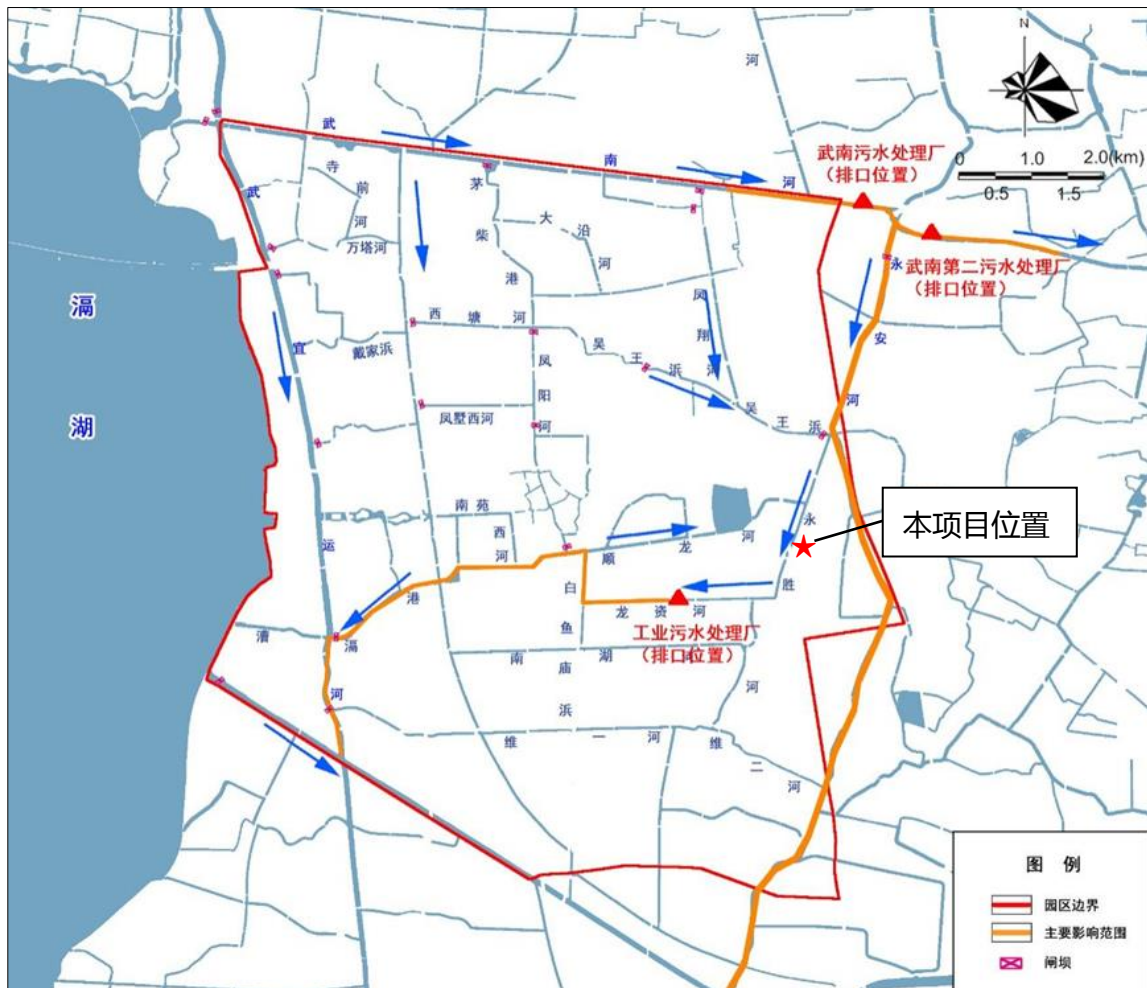 N
武南污水处理厂
（排口位置）
0 1.0 2.0(km)
0.5 1.5
武南第二污水处理厂
（排口位置）
河
武南河
武宜运河
寺前河
万塔河
茅柴港
大沿河
西塘河
戴家浜
凤阳河
凤墅西河
吴王浜河
凤翔河
吴王浜
永安河
滆湖
南苑
西河
顺龙河
永胜河
本项目位置
白鱼
龙资河
工业污水处理厂
（排口位置）
漕
港
滆
南庙湖河
浜
维一河
维二河
图例
园区边界
主要影响范围
闸坝